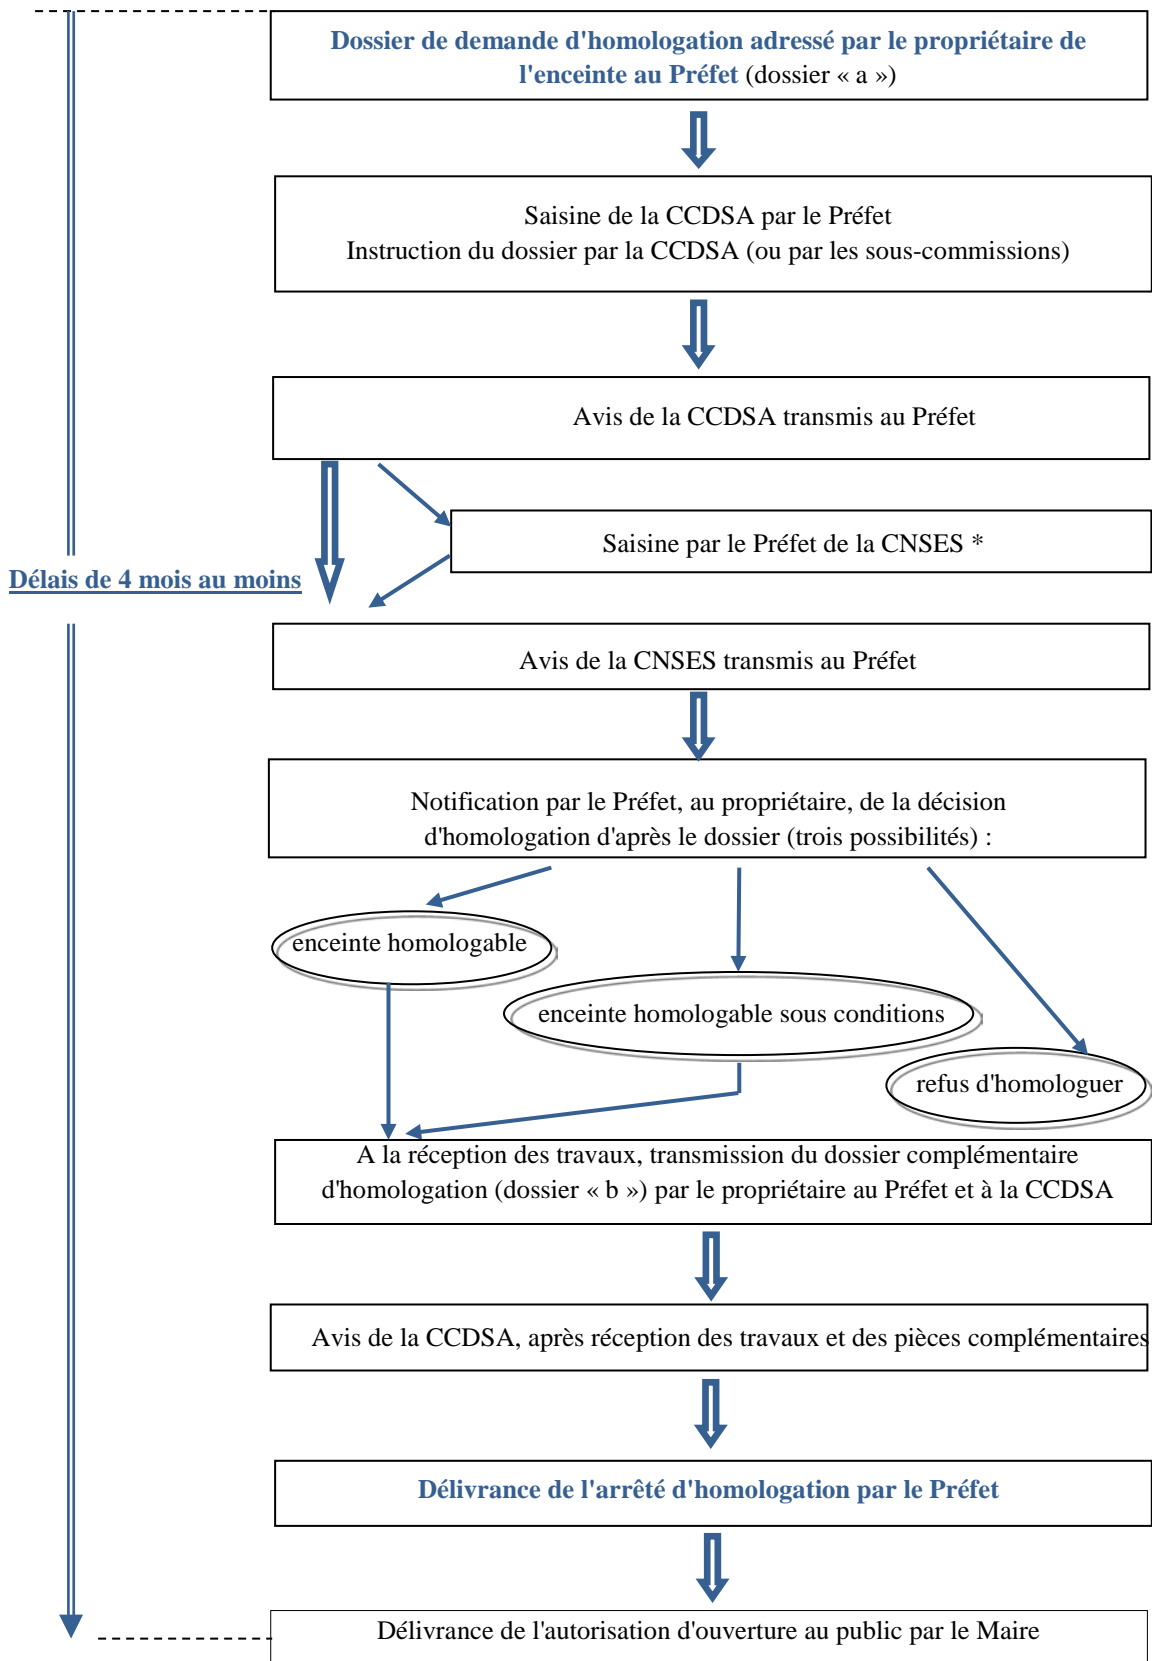 Dossier de demande d'homologation adressé par le propriétaire de
l'enceinte au Préfet (dossier « a »)
Saisine de la CCDSA par le Préfet
Instruction du dossier par la CCDSA (ou par les sous-commissions)
Avis de la CCDSA transmis au Préfet
Saisine par le Préfet de la CNSES *
Délais de 4 mois au moins
Avis de la CNSES transmis au Préfet
Notification par le Préfet, au propriétaire, de la décision
d'homologation d'après le dossier (trois possibilités) :
enceinte homologable
enceinte homologable sous conditions
refus d'homologuer
A la réception des travaux, transmission du dossier complémentaire
d'homologation (dossier « b ») par le propriétaire au Préfet et à la CCDSA
Avis de la CCDSA, après réception des travaux et des pièces complémentaires
Délivrance de l'arrêté d'homologation par le Préfet
Délivrance de l'autorisation d'ouverture au public par le Maire